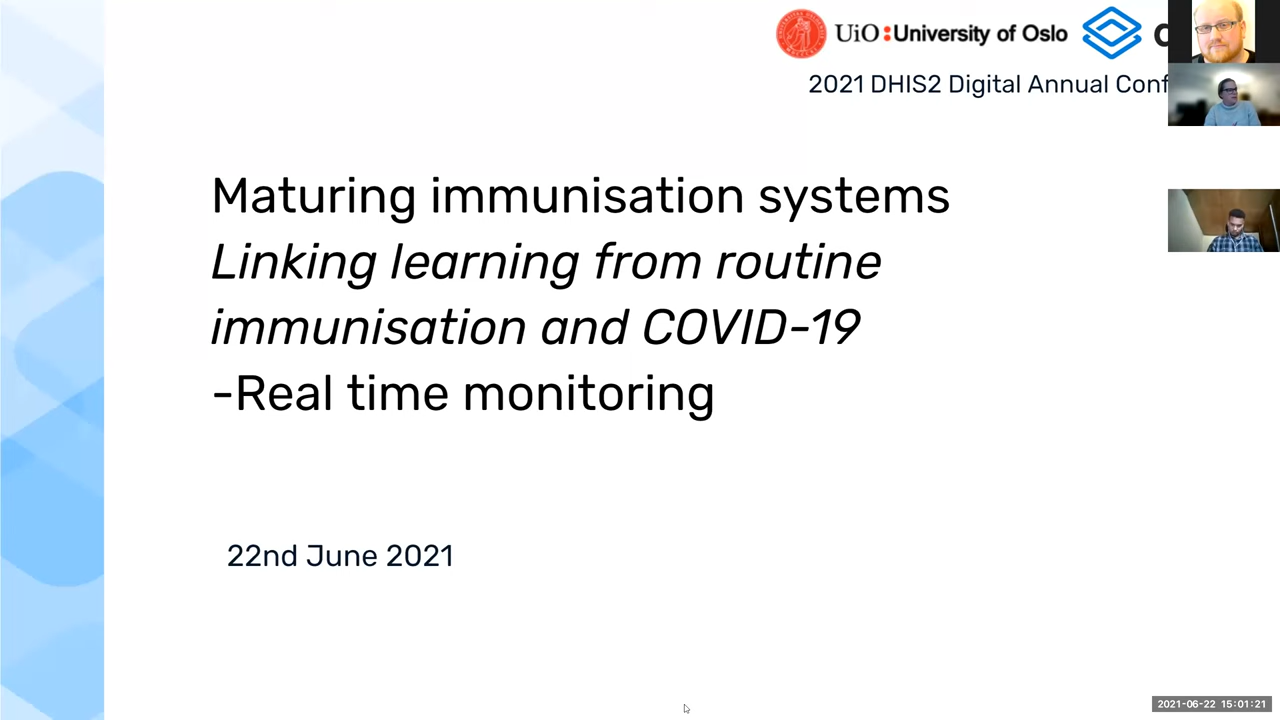 UiO:University of Oslo
2021 DHIS2 Digital Annual
Maturing immunisation systems
Linking learning from routine
immunisation and COVID-19
-Real time monitoring
22nd June 2021
2021-06-22 15:01:21